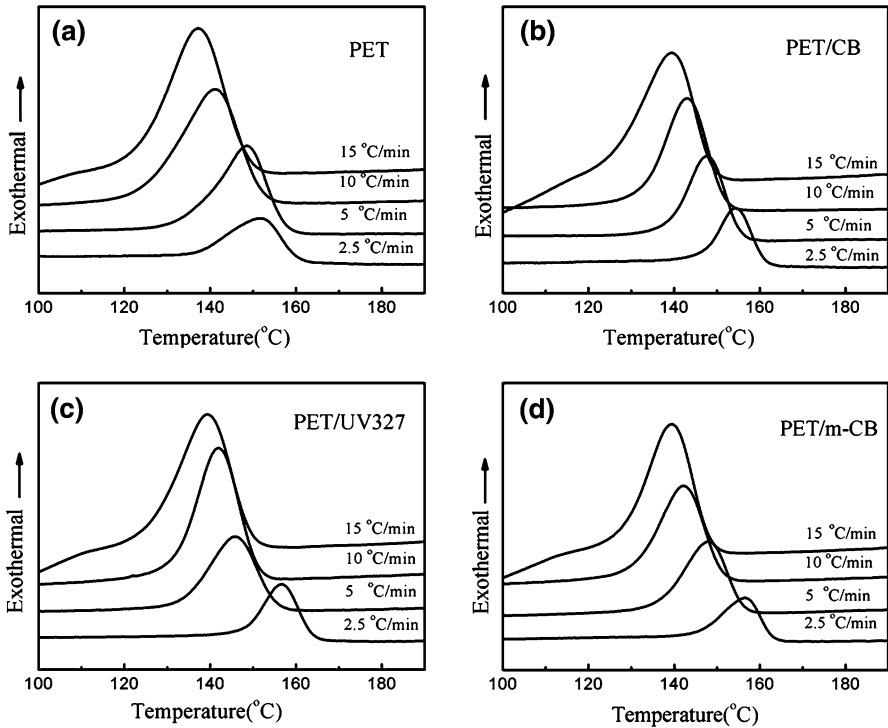 (a)
PET
Exothermal
15 °C/min
10 °C/min
5 °C/min
2.5 °C/min
100 120 140 160 180
Temperature(°C)
(b)
PET/CB
Exothermal
15 °C/min
10 °C/min
5 °C/min
2.5 °C/min
100 120 140 160 180
Temperature(°C)
(c)
PET/UV327
Exothermal
15 °C/min
10 °C/min
5 °C/min
2.5 °C/min
100 120 140 160 180
Temperature(°C)
(d)
PET/m-CB
Exothermal
15 °C/min
10 °C/min
5 °C/min
2.5 °C/min
100 120 140 160 180
Temperature(°C)